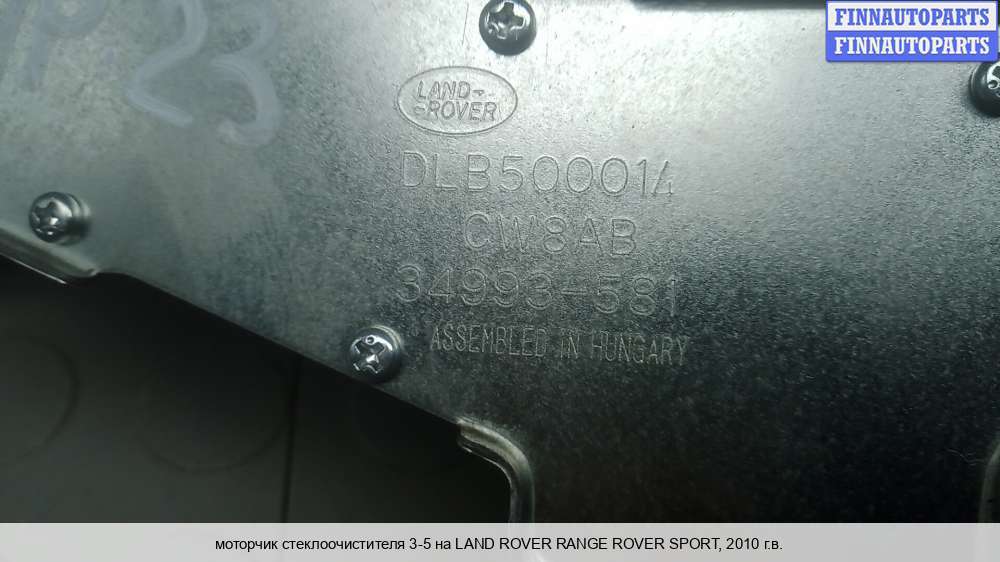 FINNAUTOPARTS
FINNAUTOPARTS
23
LAND-
-ROVER
DLB500014
CW8AB
34993-581
ASSEMBLED IN HUNGARY
моторчик стеклоочистителя 3-5 на LAND ROVER RANGE ROVER SPORT, 2010 г.в.